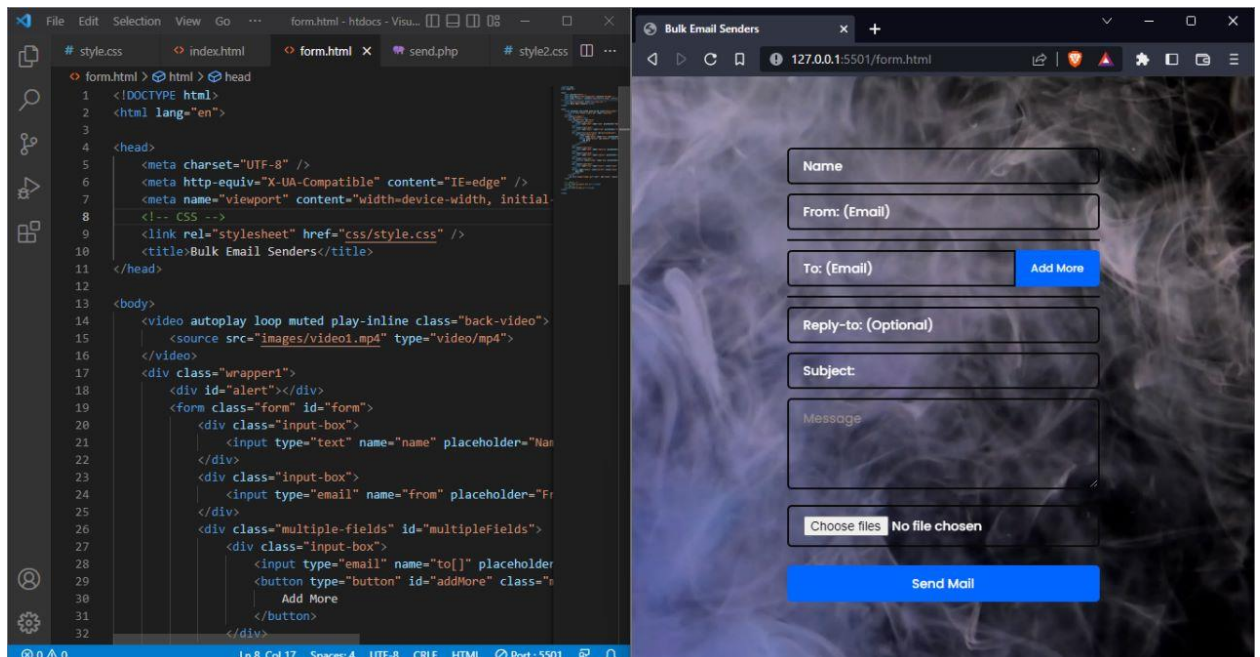 File Edit Selection View Go ··· form.html - htdocs - Visu...
# style.css <> index.html <> form.html send.php # style2.css ···
<> form.html > html > head
1 <!DOCTYPE html>
2 <html lang="en">
3
4 <head>
5 <meta charset="UTF-8" />
6 <meta http-equiv="X-UA-Compatible" content="IE=edge" />
7 <meta name="viewport" content="width=device-width, initial-
8 <!-- CSS -->
9 <link rel="stylesheet" href="css/style.css" />
10 <title>Bulk Email Senders</title>
11 </head>
12
13 <body>
14 <video autoplay loop muted play-inline class="back-video">
15 <source src="images/video1.mp4" type="video/mp4">
16 </video>
17 <div class="wrapper1">
18 <div id="alert"></div>
19 <form class="form" id="form">
20 <div class="input-box">
21 <input type="text" name="name" placeholder="Nam
22 </div>
23 <div class="input-box">
24 <input type="email" name="from" placeholder="Fr
25 </div>
26 <div class="multiple-fields" id="multipleFields">
27 <div class="input-box">
28 <input type="email" name="to[]" placeholder
29 <button type="button" id="addMore" class="m
30 Add More
31 </button>
32 </div>
0 0 Ln 8, Col 17 Spaces: 4 UTF-8 CRLF HTML Port : 5501
Bulk Email Senders
127.0.0.1:5501/form.html
Name
From: (Email)
To: (Email) Add More
Reply-to: (Optional)
Subject:
Message
Choose files No file chosen
Send Mail